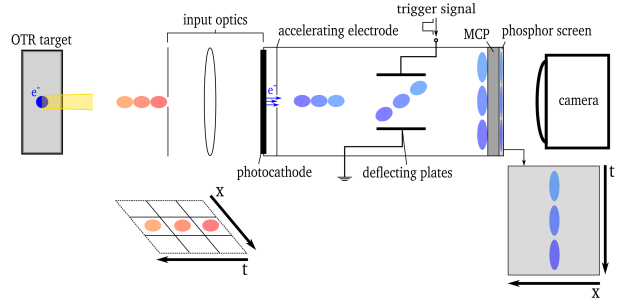 trigger signal
input optics
accelerating electrode
MCP
phosphor screen
OTR target
e-
e-
camera
photocathode
deflecting plates
x
t
t
x